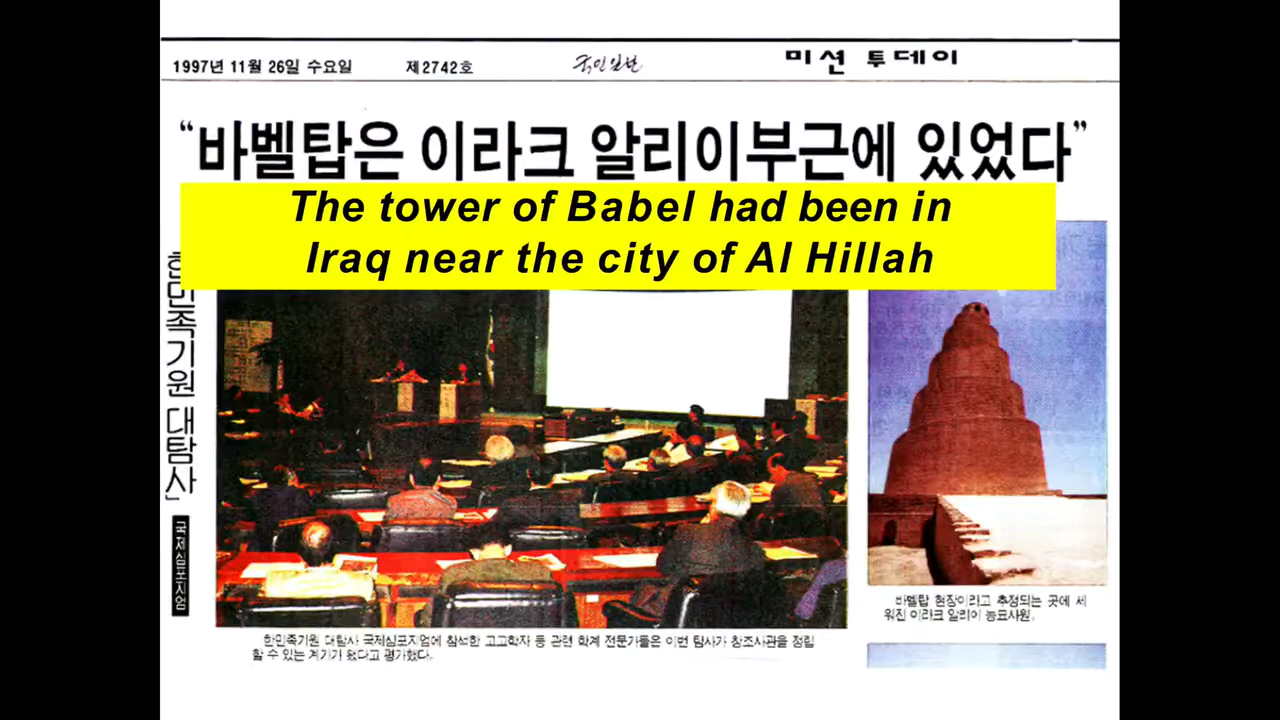 1997년 11월 26일 수요일 제2742호 국민일보 미션 투데이
“바벨탑은 이라크 알리이부근에 있었다”
The tower of Babel had been in
Iraq near the city of Al Hillah
한민족기원 대탐사」
국제심포지엄
한민족기원 대탐사 국제심포지엄에 참석한 고고학자 등 관련 학계 전문가들은 이번 탐사가 창조사관을 정립
할 수 있는 계기가 됐다고 평가했다.
바벨탑 현장이라고 추정되는 곳에 세
워진 이라크 알리이 능묘사원.